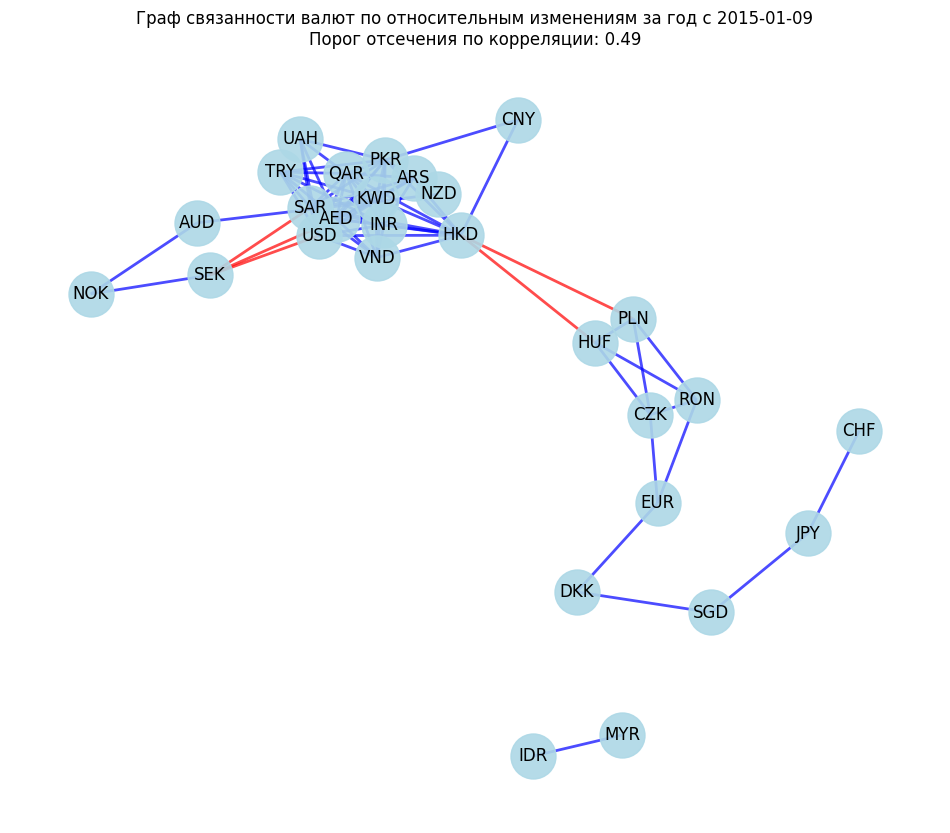 Граф связанности валют по относительным изменениям за год с 2015-01-09
Порог отсечения по корреляции: 0.49
CNY
UAH
PKR
TRY
QAR
ARS
NZD
KWD
SAR
AED
AUD
INR
USD
HKD
VND
SEK
NOK
PLN
HUF
RON
CZK
CHF
EUR
JPY
DKK
SGD
MYR
IDR